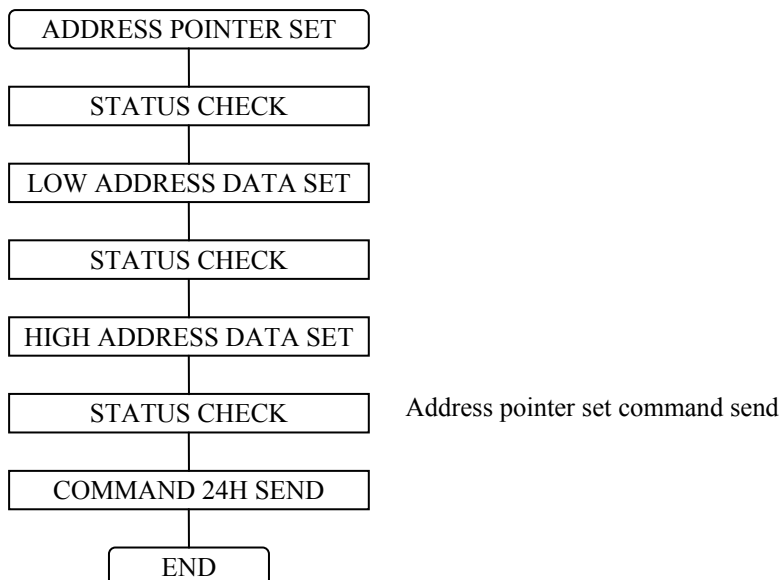 ADDRESS POINTER SET
STATUS CHECK
LOW ADDRESS DATA SET
STATUS CHECK
HIGH ADDRESS DATA SET
STATUS CHECK
Address pointer set command send
COMMAND 24H SEND
END